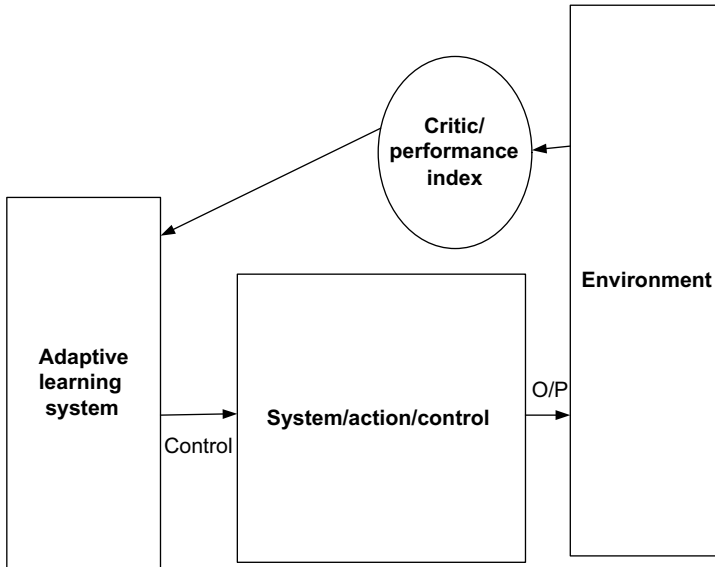 Critic/
performance
index
Environment
Adaptive
learning
system
System/action/control
O/P
Control